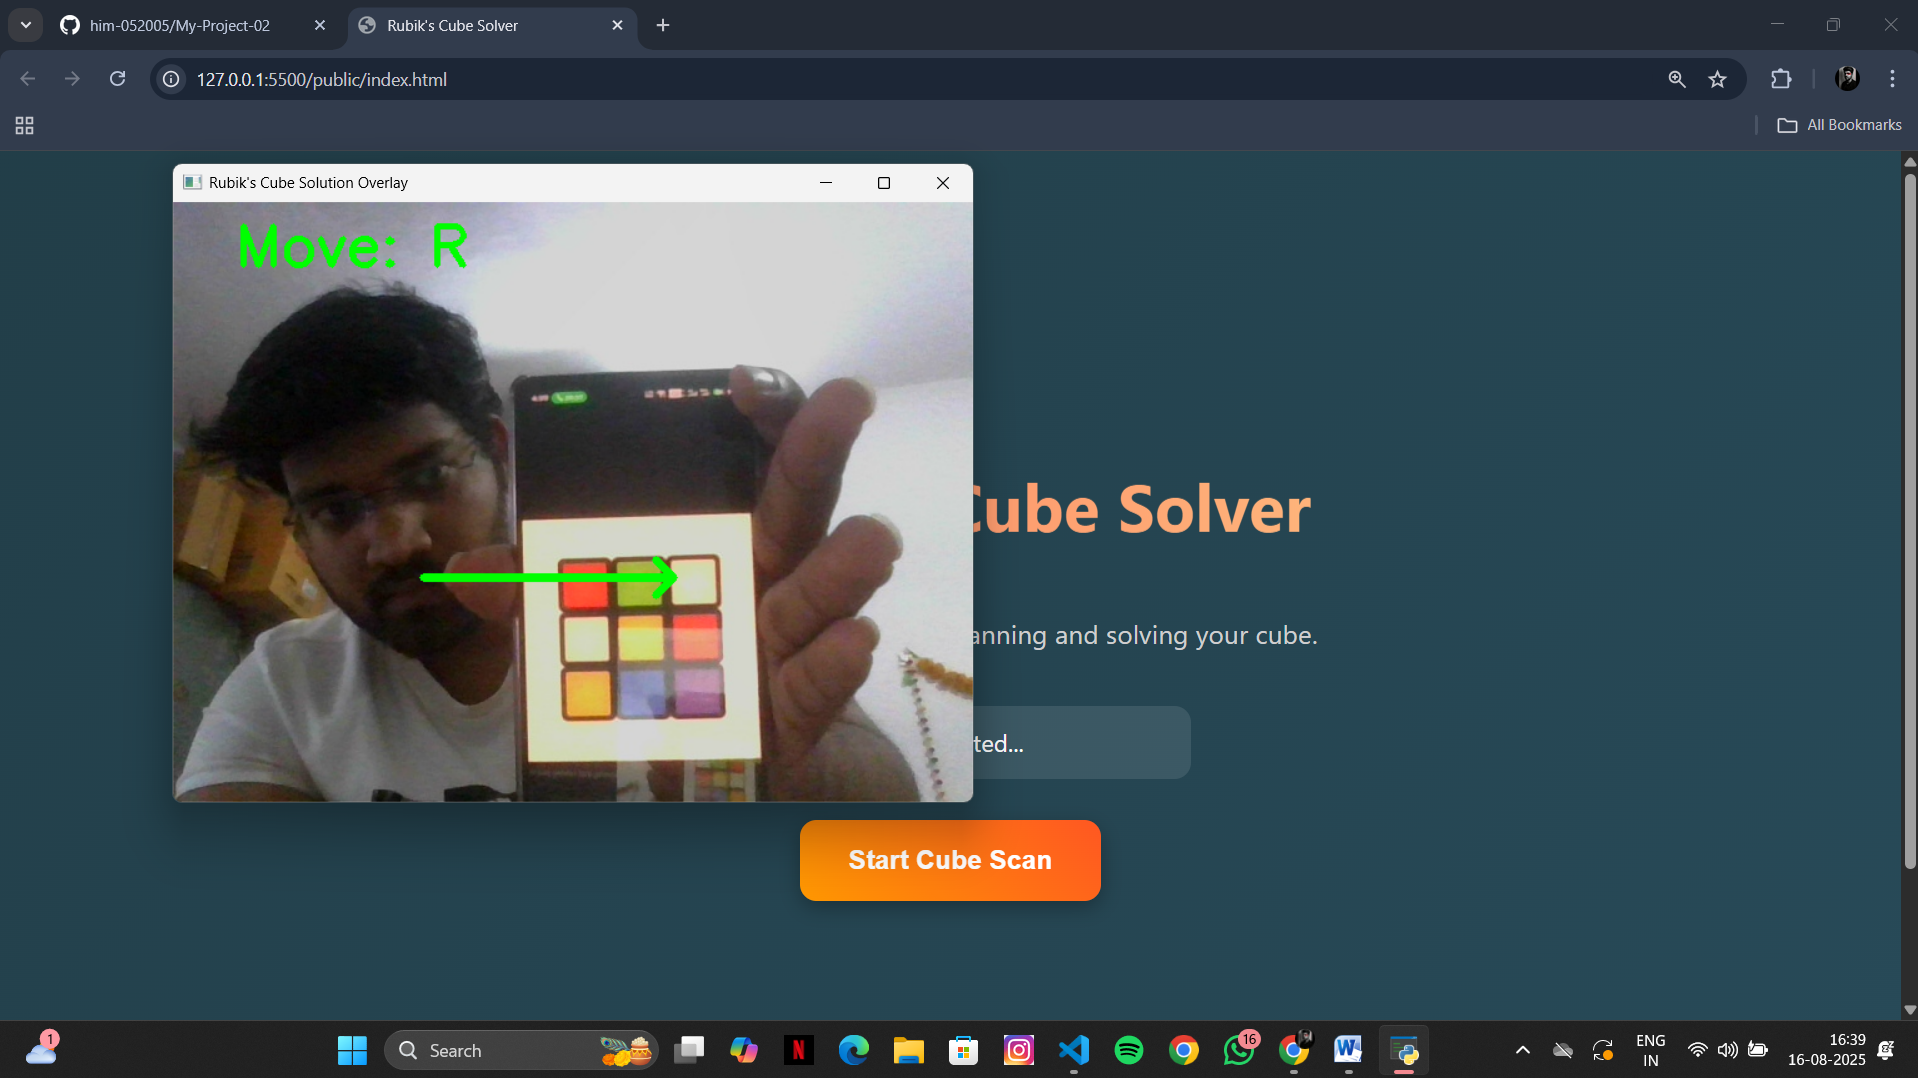 him-052005/My-Project-02
Rubik's Cube Solver
127.0.0.1:5500/public/index.html
All Bookmarks
Rubik's Cube Solution Overlay
Move: R
Cube Solver
anning and solving your cube.
ted...
Start Cube Scan
1
Search
16
ENG
IN
16:39
16-08-2025